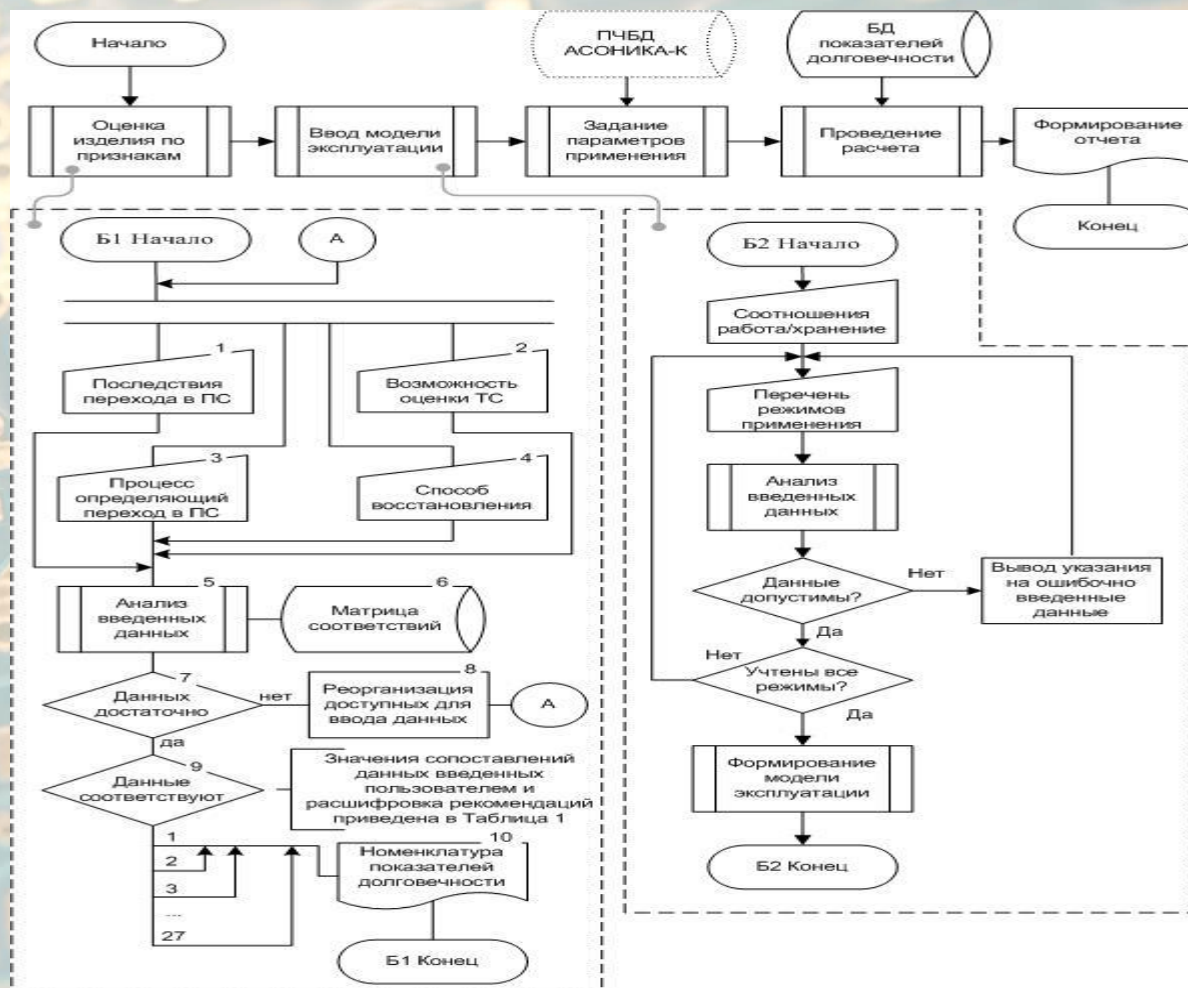 Начало
ПЧБД
АСОНИКА-К
БД
показателей
долговечности
Оценка
изделия по
признакам
Ввод модели
эксплуатации
Задание
параметров
применения
Проведение
расчета
Формирование
отчета
Конец
Б1 Начало
А
1
Последствия
перехода в ПС
2
Возможность
оценки ТС
3
Процесс
определяющий
переход в ПС
4
Способ
восстановления
5
Анализ
введенных
данных
6
Матрица
соответствий
7
Данных
достаточно
нет
8
Реорганизация
доступных для
ввода данных
А
да
9
Данные
соответствуют
Значения сопоставлений
данных введенных
пользователем и
расшифровка рекомендаций
приведена в Таблица 1
1
2
3
...
27
10
Номенклатура
показателей
долговечности
Б1 Конец
Б2 Начало
Соотношения
работа/хранение
Перечень
режимов
применения
Анализ
введенных
данных
Данные
допустимы?
Нет
Вывод указания
на ошибочно
введенные
данные
Да
Нет
Учтены все
режимы?
Да
Формирование
модели
эксплуатации
Б2 Конец